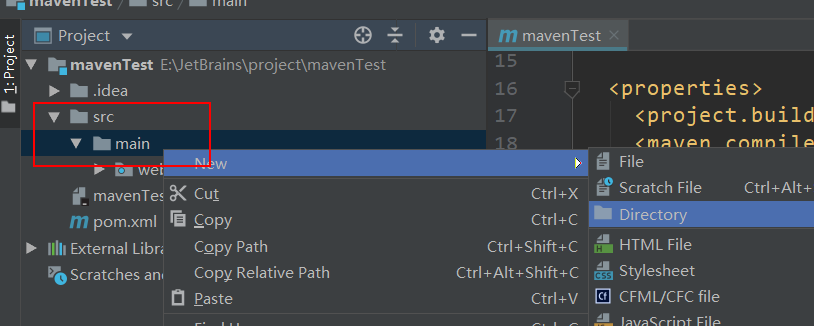 mavenTest src main
1: Project
Project
mavenTest
mavenTest E:\JetBrains\project\mavenTest
15
.idea
16 <properties>
src
17 <project.build
main
18 <maven.compile
New
File
web
Cut Ctrl+X
Scratch File Ctrl+Alt+
mavenTes
Copy Ctrl+C
Directory
pom.xml
Copy Path Ctrl+Shift+C
HTML File
External Libra
Copy Relative Path Ctrl+Alt+Shift+C
Stylesheet
Scratches and
Paste Ctrl+V
CFML/CFC file
JavaScript File